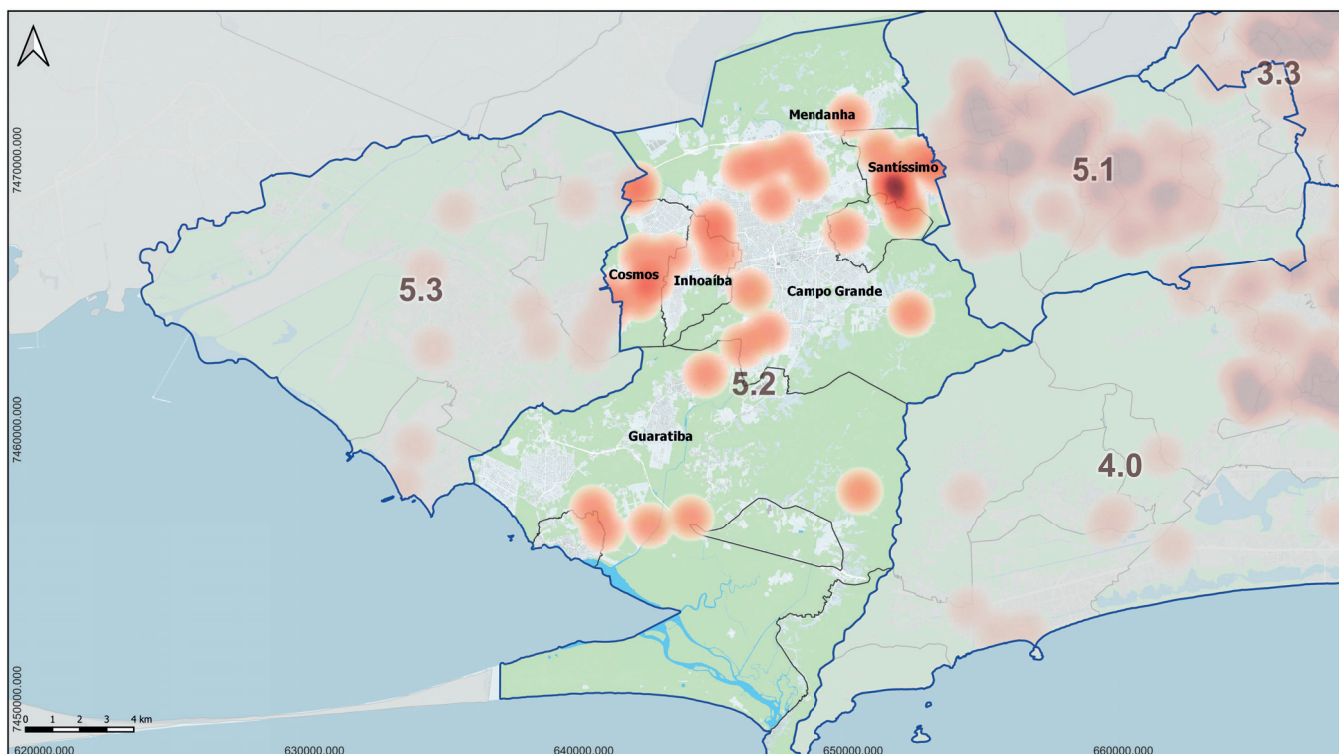 3.3
Mendanha
7470000.000
Santíssimo
5.1
Cosmos
Inhoaíba
5.3
Campo Grande
5.2
Guaratiba
7460000.000
4.0
7450000.000
0 1 2 3 4 km
620000.000 630000.000 640000.000 650000.000 660000.000